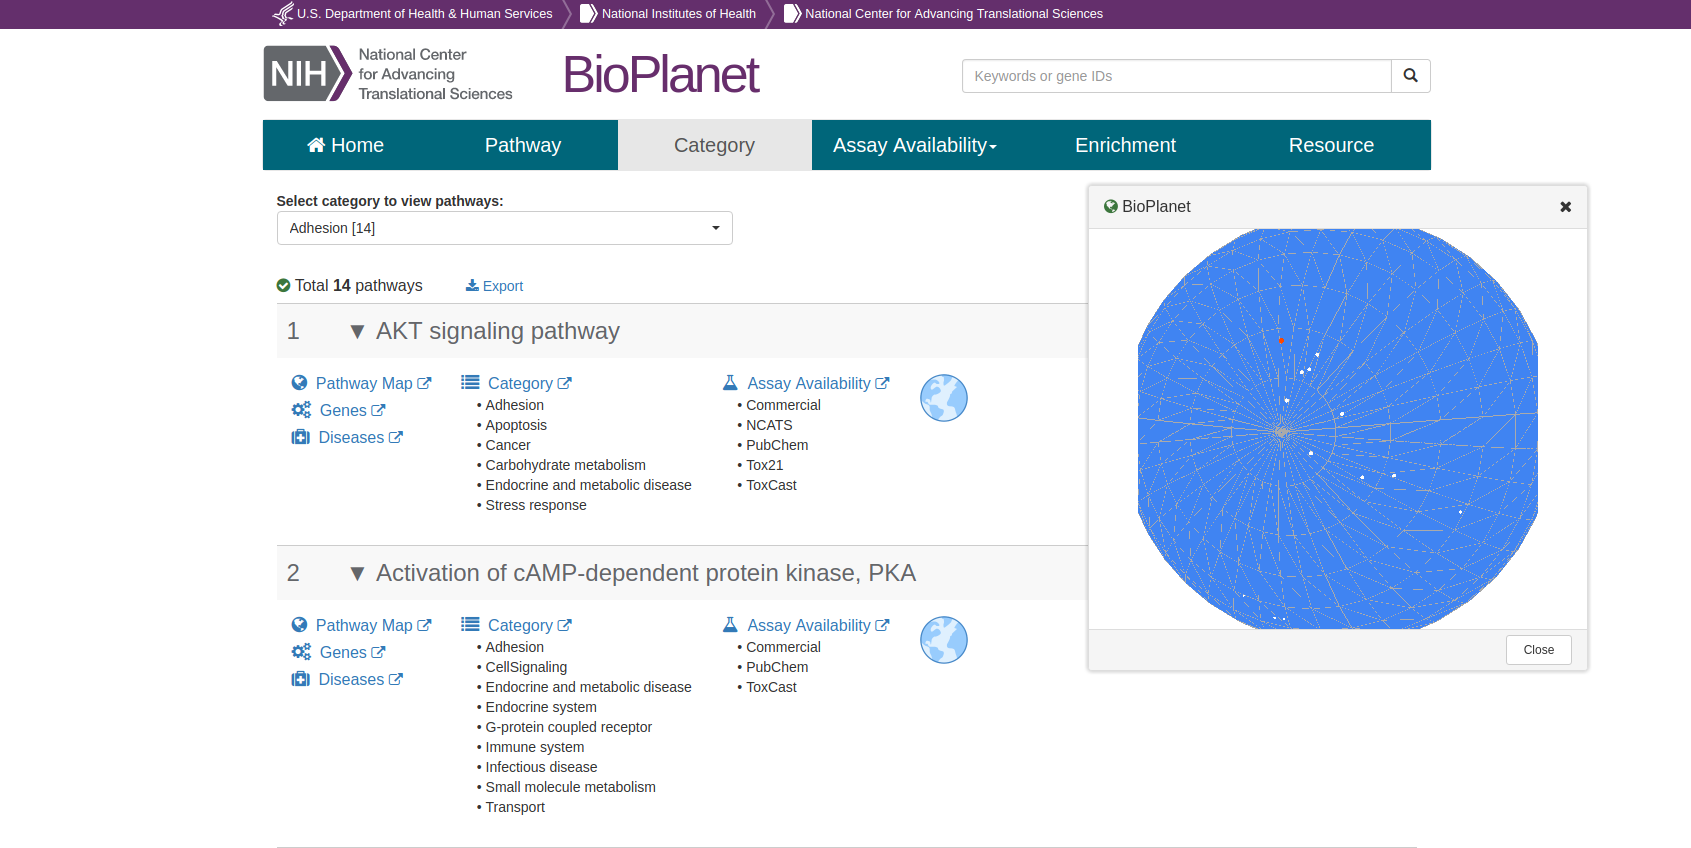 U.S. Department of Health & Human Services
National Institutes of Health
National Center for Advancing Translational Sciences
NIH
National Center
for Advancing
Translational Sciences
BioPlanet
Keywords or gene IDs
Home
Pathway
Category
Assay Availability
Enrichment
Resource
Select category to view pathways:
Adhesion [14]
Total 14 pathways
Export
1 ▼ AKT signaling pathway
Pathway Map
Genes
Diseases
Category
• Adhesion
• Apoptosis
• Cancer
• Carbohydrate metabolism
• Endocrine and metabolic disease
• Stress response
Assay Availability
• Commercial
• NCATS
• PubChem
• Tox21
• ToxCast
2 ▼ Activation of cAMP-dependent protein kinase, PKA
Pathway Map
Genes
Diseases
Category
• Adhesion
• CellSignaling
• Endocrine and metabolic disease
• Endocrine system
• G-protein coupled receptor
• Immune system
• Infectious disease
• Small molecule metabolism
• Transport
Assay Availability
• Commercial
• PubChem
• ToxCast
BioPlanet
Close